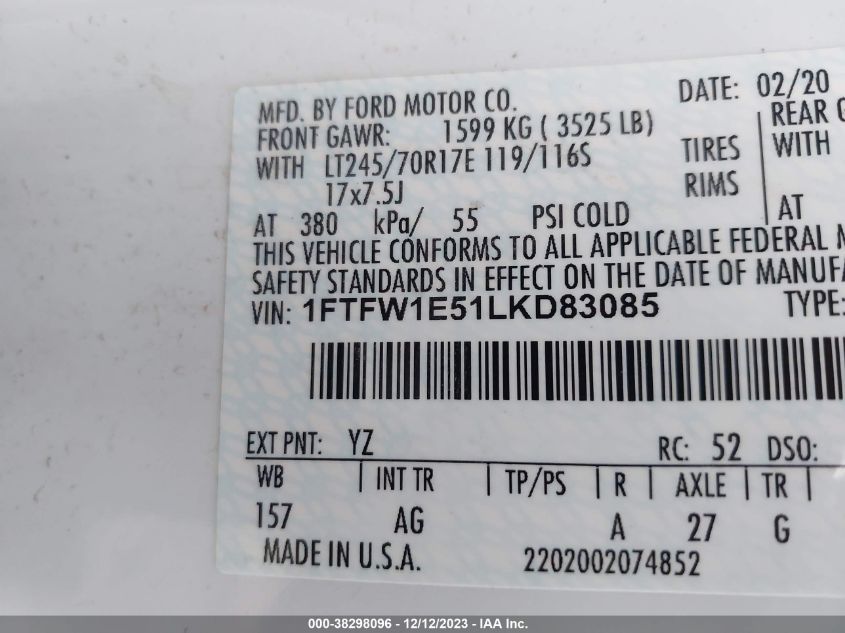 MFD. BY FORD MOTOR CO. DATE: 02/20
FRONT GAWR: 1599 KG ( 3525 LB) REAR
WITH LT245/70R17E 119/116S TIRES WITH
17x7.5J RIMS
AT 380 kPa/ 55 PSI COLD AT
THIS VEHICLE CONFORMS TO ALL APPLICABLE FEDERAL
SAFETY STANDARDS IN EFFECT ON THE DATE OF MANUFA
VIN: 1FTFW1E51LKD83085 TYPE:
EXT PNT: YZ RC: 52 DSO:
WB INT TR TP/PS R AXLE TR
157 AG A 27 G
MADE IN U.S.A. 2202002074852
000-38298096 - 12/12/2023 - IAA Inc.